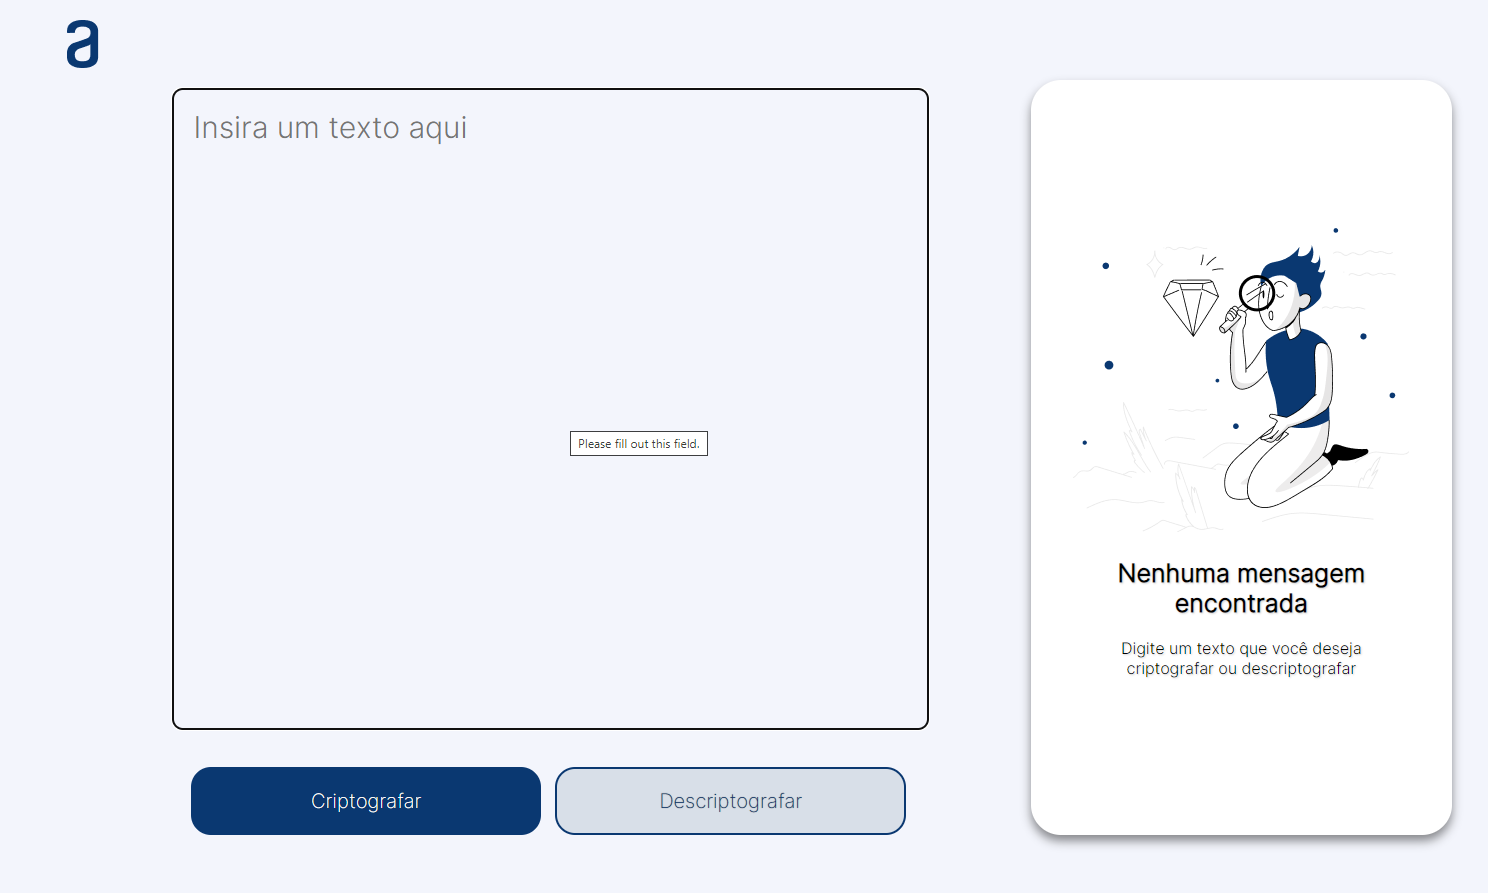 a
Insira um texto aqui
Please fill out this field.
Criptografar
Descriptografar
Nenhuma mensagem
encontrada
Digite um texto que você deseja
criptografar ou descriptografar